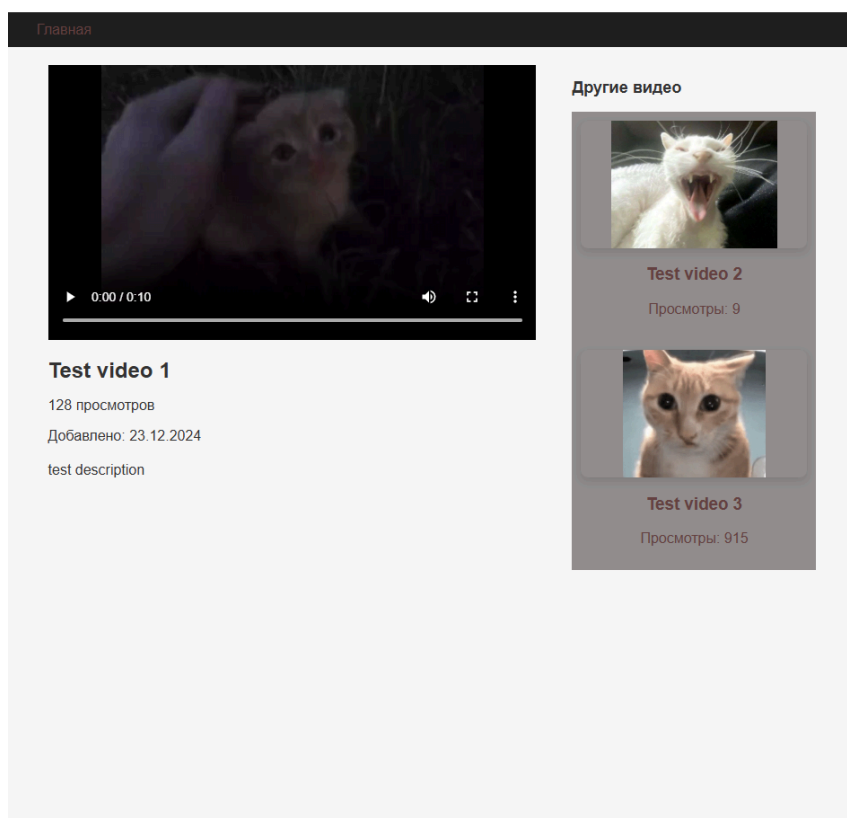 Главная
0:00 / 0:10
Test video 1
128 просмотров
Добавлено: 23.12.2024
test description
Другие видео
Test video 2
Просмотры: 9
Test video 3
Просмотры: 915